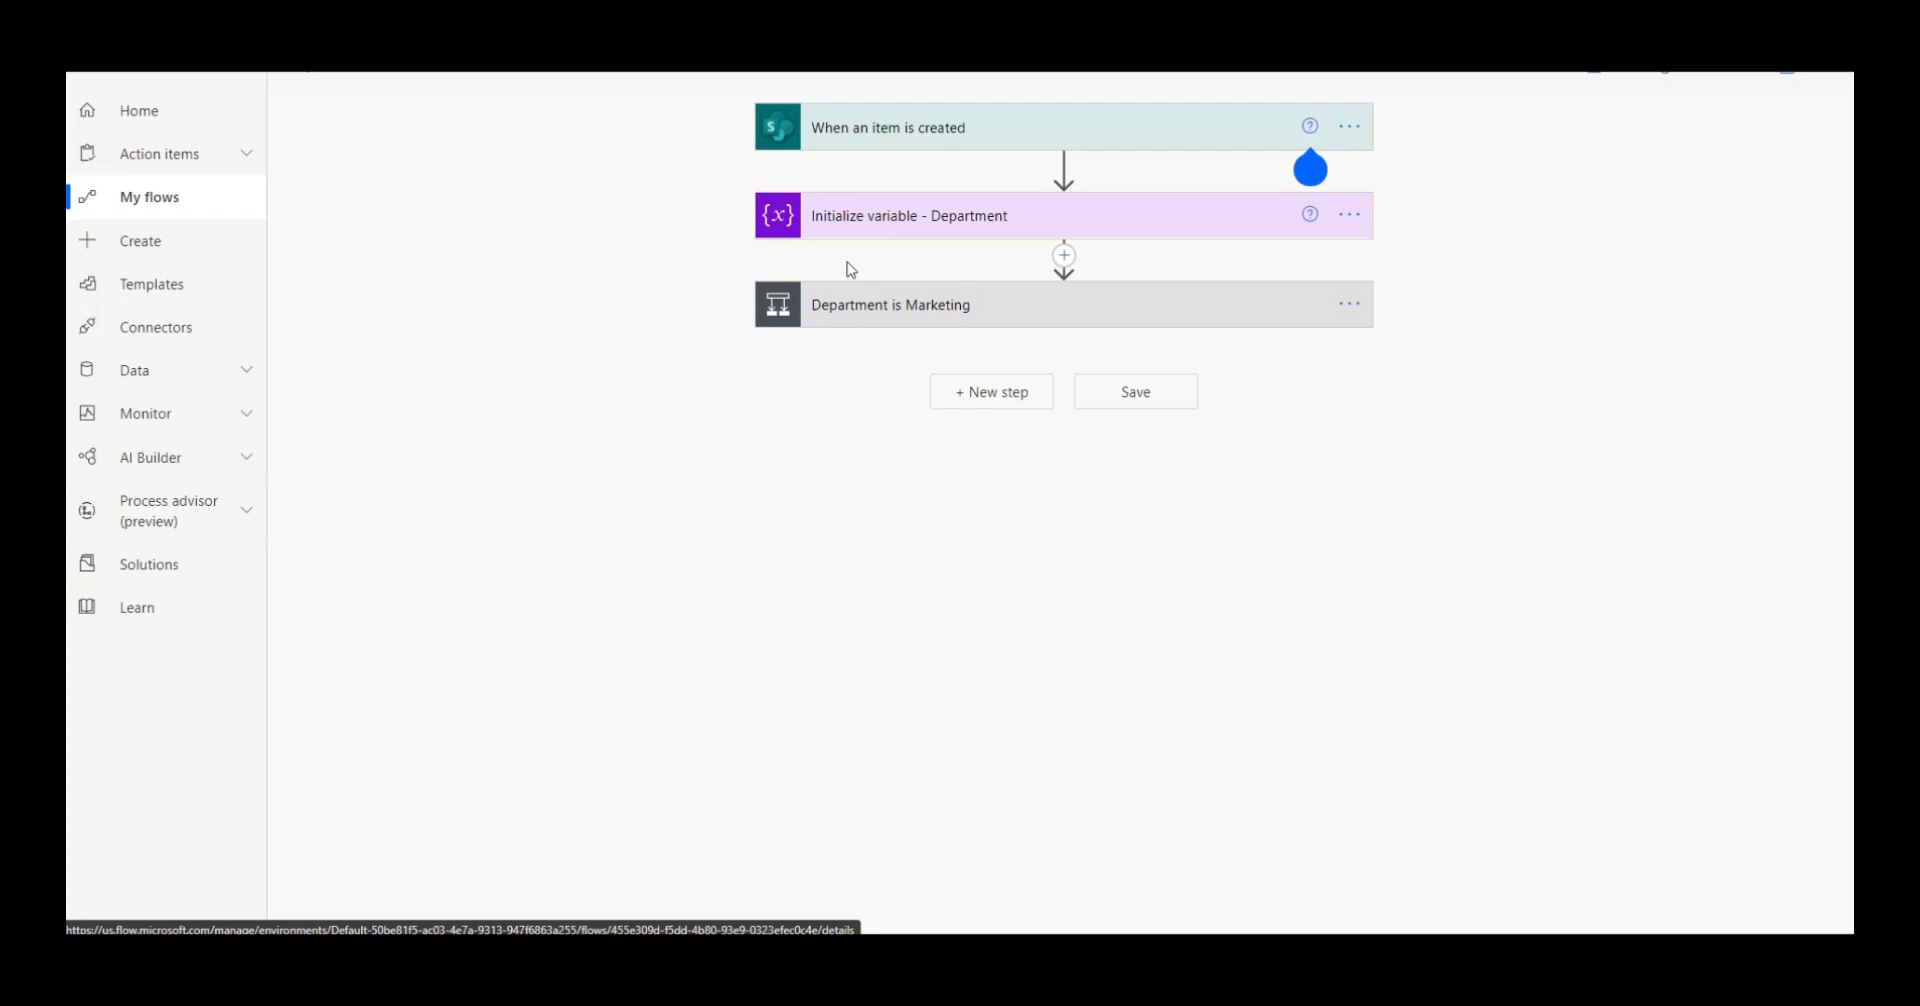 Home
Action items
My flows
Create
Templates
Connectors
Data
Monitor
AI Builder
Process advisor
(preview)
Solutions
Learn
When an item is created
Initialize variable - Department
Department is Marketing
+ New step
Save
https://us.flow.microsoft.com/manage/environments/Default-50be81f5-ac03-4e7a-9313-947f6863a255/flows/455e309d-f5dd-4b80-93e9-0323efec0c4e/details